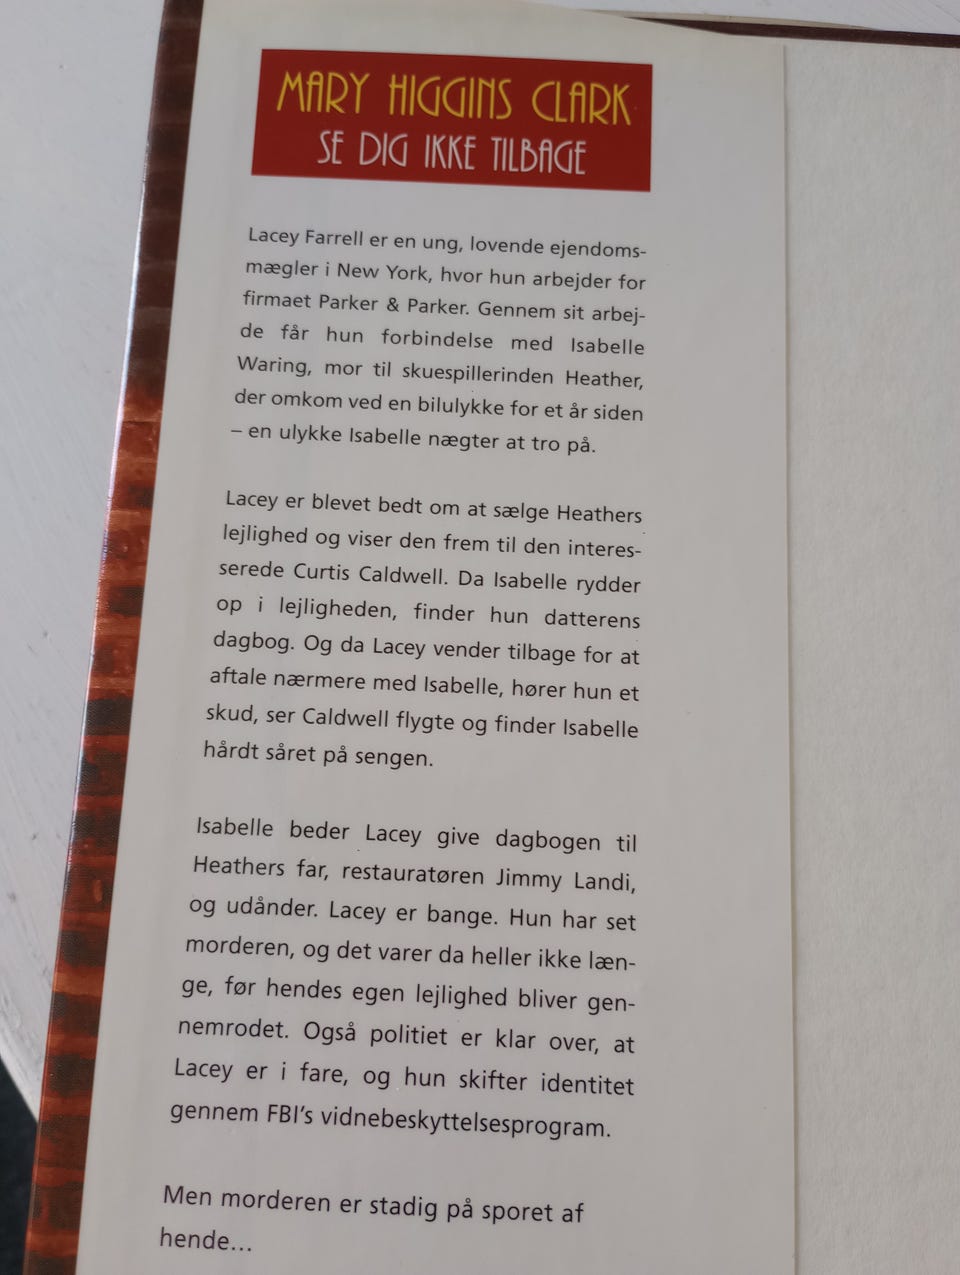 MARY HIGGINS CLARK
SE DIG IKKE TILBAGE
Lacey Farrell er en ung, lovende ejendoms-
mægler i New York, hvor hun arbejder for
firmaet Parker & Parker. Gennem sit arbej-
de får hun forbindelse med Isabelle
Waring, mor til skuespillerinden Heather,
der omkom ved en bilulykke for et år siden
– en ulykke Isabelle nægter at tro på.
Lacey er blevet bedt om at sælge Heathers
lejlighed og viser den frem til den interes-
serede Curtis Caldwell. Da Isabelle rydder
op i lejligheden, finder hun datterens
dagbog. Og da Lacey vender tilbage for at
aftale nærmere med Isabelle, hører hun et
skud, ser Caldwell flygte og finder Isabelle
hårdt såret på sengen.
Isabelle beder Lacey give dagbogen til
Heathers far, restauratøren Jimmy Landi,
og udånder. Lacey er bange. Hun har set
morderen, og det varer da heller ikke læn-
ge, før hendes egen lejlighed bliver gen-
nemrodet. Også politiet er klar over, at
Lacey er i fare, og hun skifter identitet
gennem FBI's vidnebeskyttelsesprogram.
Men morderen er stadig på sporet af
hende...